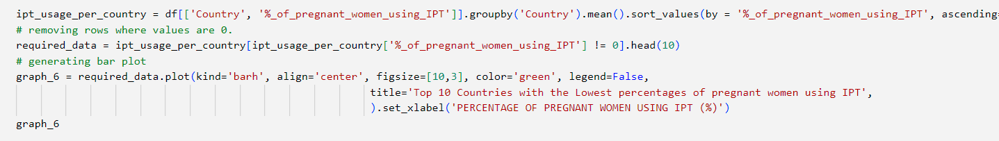 ipt_usage_per_country = df[['Country', '%_of_pregnant_women_using_IPT']].groupby('Country').mean().sort_values(by = '%_of_pregnant_women_using_IPT', ascending=
# removing rows where values are 0.
required_data = ipt_usage_per_country[ipt_usage_per_country['%_of_pregnant_women_using_IPT'] != 0].head(10)
# generating bar plot
graph_6 = required_data.plot(kind='barh', align='center', figsize=[10,3], color='green', legend=False,
title='Top 10 Countries with the Lowest percentages of pregnant women using IPT',
).set_xlabel('PERCENTAGE OF PREGNANT WOMEN USING IPT (%)')
graph_6